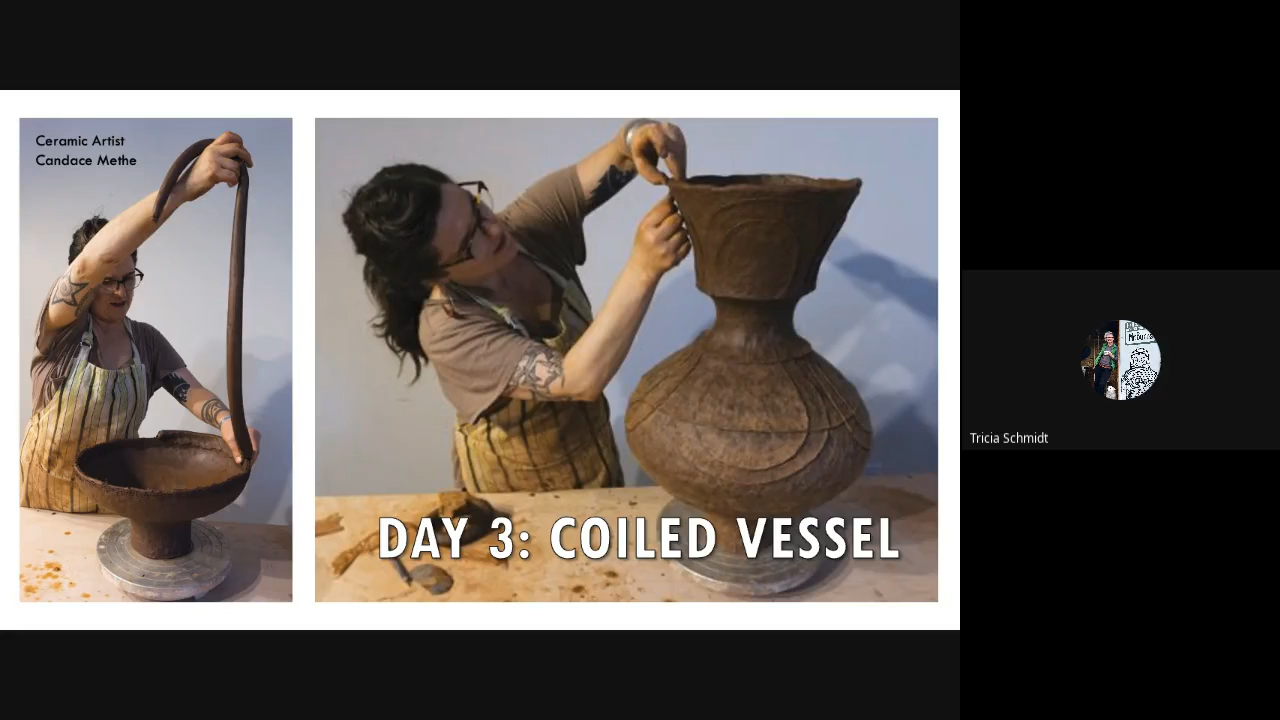 Ceramic Artist
Candace Methe
DAY 3: COILED VESSEL
Tricia Schmidt